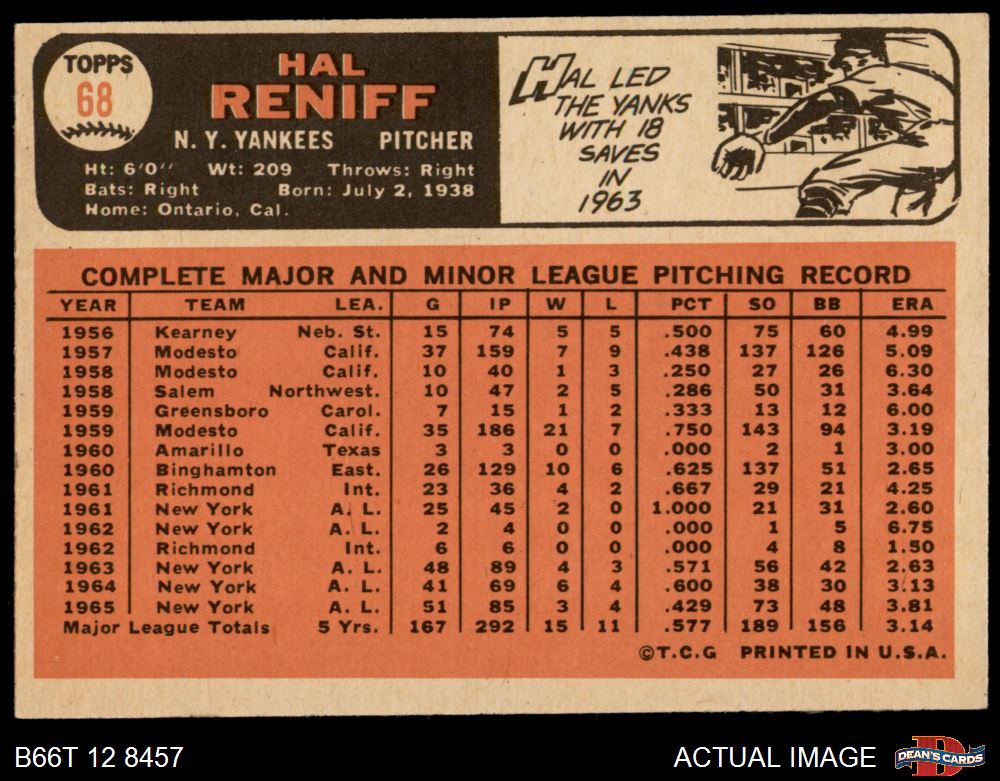 TOPPS
68
HAL
RENIFF
N. Y. YANKEES PITCHER
Ht: 6'0" Wt: 209 Throws: Right
Bats: Right Born: July 2, 1938
Home: Ontario, Cal.
HAL LED
THE YANKS
WITH 18
SAVES
IN
1963
COMPLETE MAJOR AND MINOR LEAGUE PITCHING RECORD
YEAR TEAM LEA. G IP W L PCT SO BB ERA
1956 Kearney Neb. St. 15 74 5 5 .500 75 60 4.99
1957 Modesto Calif. 37 159 7 9 .438 137 126 5.09
1958 Modesto Calif. 10 40 1 3 .250 27 26 6.30
1958 Salem Northwest. 10 47 2 5 .286 50 31 3.64
1959 Greensboro Carol. 7 15 1 2 .333 13 12 6.00
1959 Modesto Calif. 35 186 21 7 .750 143 94 3.19
1960 Amarillo Texas 3 3 0 0 .000 2 1 3.00
1960 Binghamton East. 26 129 10 6 .625 137 51 2.65
1961 Richmond Int. 23 36 4 2 .667 29 21 4.25
1961 New York A. L. 25 45 2 0 1.000 21 31 2.60
1962 New York A. L. 2 4 0 0 .000 1 5 6.75
1962 Richmond Int. 6 6 0 0 .000 4 8 1.50
1963 New York A. L. 48 89 4 3 .571 56 42 2.63
1964 New York A. L. 41 69 6 4 .600 38 30 3.13
1965 New York A. L. 51 85 3 4 .429 73 48 3.81
Major League Totals 5 Yrs. 167 292 15 11 .577 189 156 3.14
©T.C.G PRINTED IN U.S.A.
B66T 12 8457 ACTUAL IMAGE
D
DEAN'S CARDS